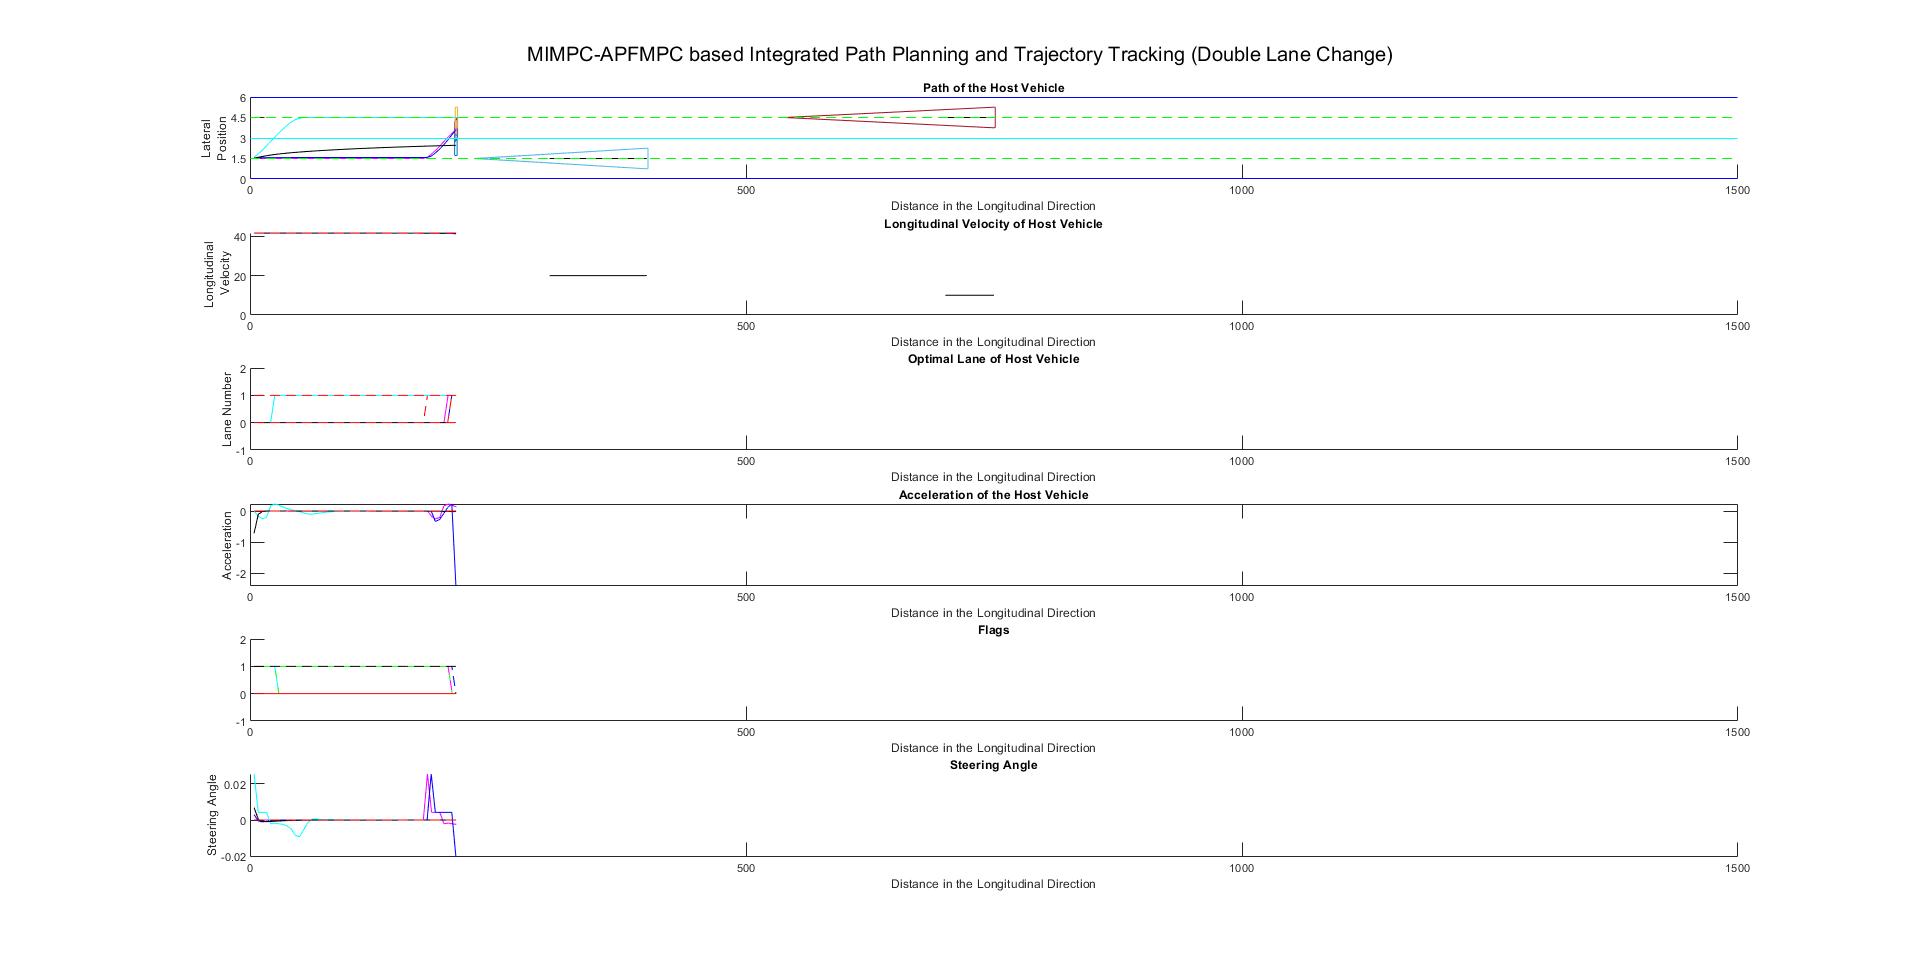 MIMPC-APFMPC based Integrated Path Planning and Trajectory Tracking (Double Lane Change)
Path of the Host Vehicle
Lateral
Position
6
4.5
3
1.5
0
0 500 1000 1500
Distance in the Longitudinal Direction
Longitudinal Velocity of Host Vehicle
Longitudinal
Velocity
40
20
0
0 500 1000 1500
Distance in the Longitudinal Direction
Optimal Lane of Host Vehicle
Lane Number
2
1
0
-1
0 500 1000 1500
Distance in the Longitudinal Direction
Acceleration of the Host Vehicle
Acceleration
0
-1
-2
0 500 1000 1500
Distance in the Longitudinal Direction
Flags
2
1
0
-1
0 500 1000 1500
Distance in the Longitudinal Direction
Steering Angle
Steering Angle
0.02
0
-0.02
0 500 1000 1500
Distance in the Longitudinal Direction